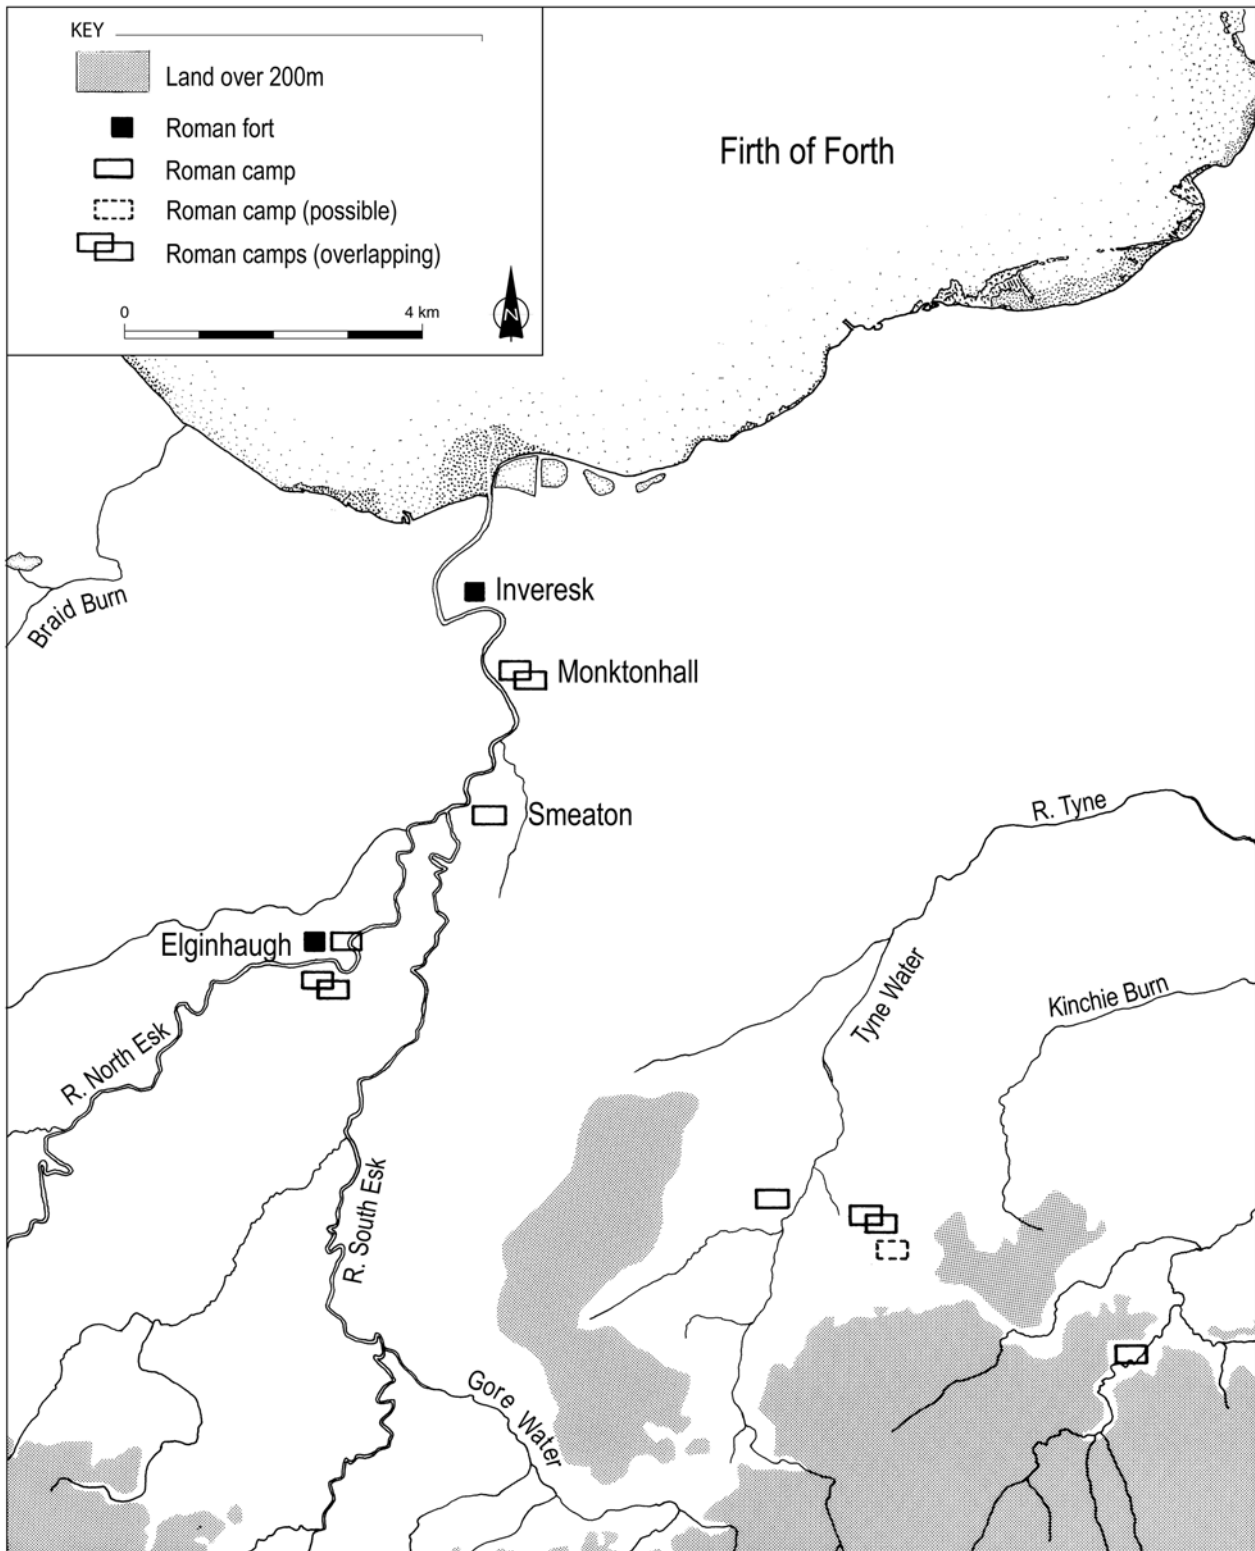 KEY
Land over 200m
Roman fort
Roman camp
Roman camp (possible)
Roman camps (overlapping)
0 4 km
N
Firth of Forth
Braid Burn
Inveresk
Monktonhall
Smeaton
R. Tyne
Elginhaugh
Tyne Water
Kinchie Burn
R. North Esk
R. South Esk
Gore Water